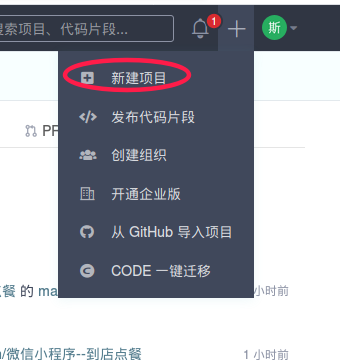 搜索项目、代码片段...
1
斯
新建项目
发布代码片段
PR
创建组织
开通企业版
从 GitHub 导入项目
CODE 一键迁移
点餐 的 ma
小时前
/微信小程序--到店点餐
1 小时前